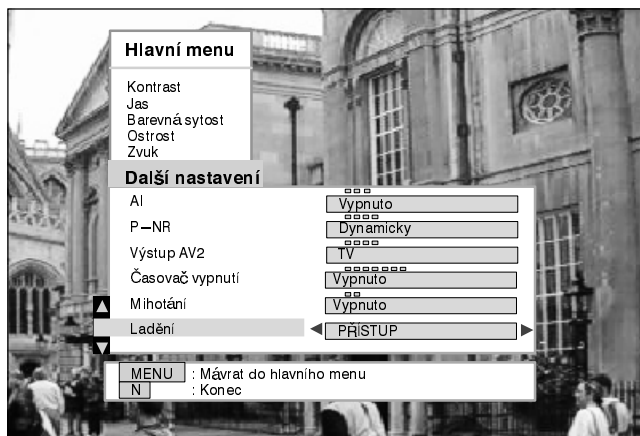 Hlavní menu
Kontrast
Jas
Barevná sytost
Ostrost
Zvuk
Další nastavení
AI Vypnuto
P–NR Dynamicky
Výstup AV2 TV
Časovač vypnutí Vypnuto
Mihotání Vypnuto
Ladění PŘÍSTUP
MENU : Mávrat do hlavního menu
N : Konec